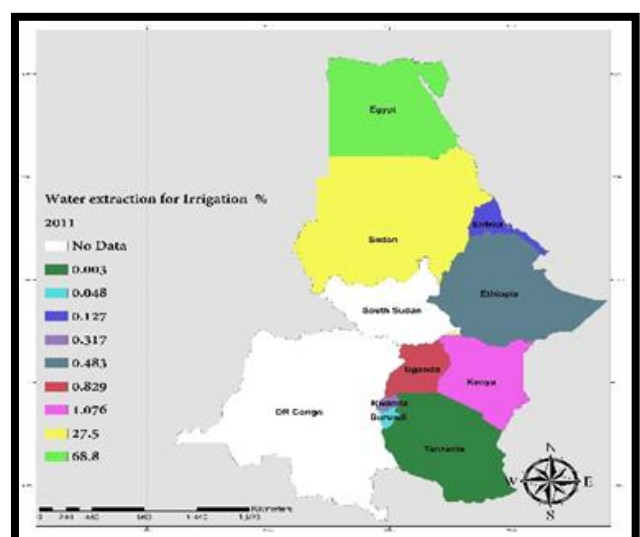 Egypt
Water extraction for Irrigation %
2011
Sudan
Eritrea
No Data
0.003
0.048
Ethiopia
0.127
South Sudan
0.317
0.483
Uganda
0.829
Kenya
1.076
Rwanda
DR Congo
Burundi
27.5
68.8
Tanzania
N
W
E
S
0
Kilometers